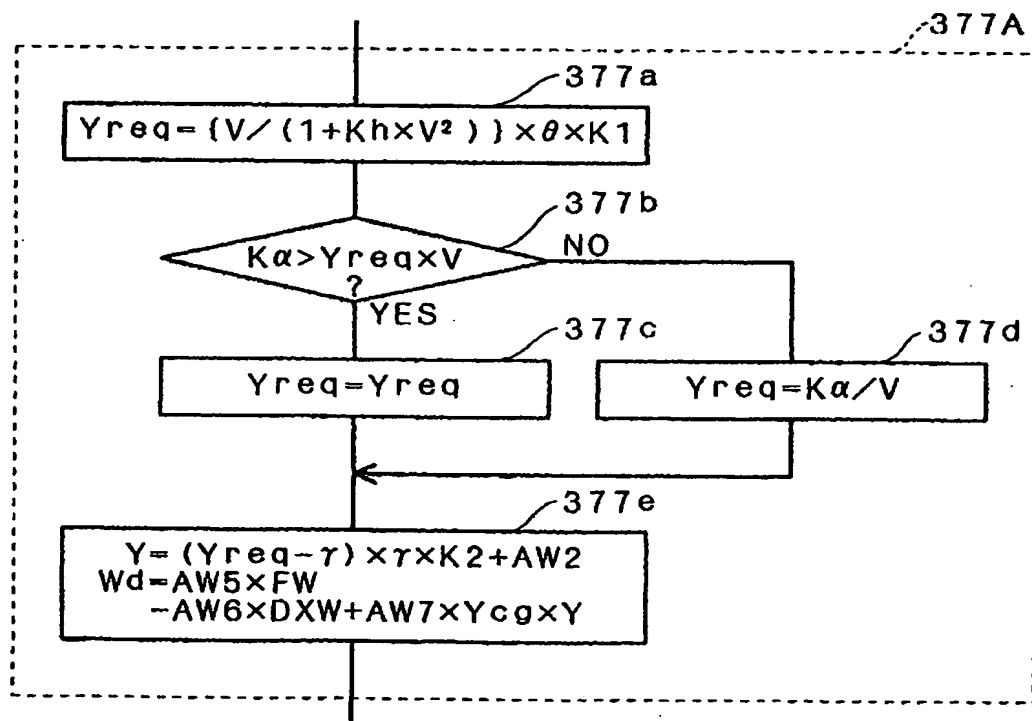 377A
377a
Yreq={V/(1+Kh×V²)}×θ×K1
377b
Kα>Yreq×V
?
NO
YES
377c
Yreq=Yreq
377d
Yreq=Kα/V
377e
Y=(Yreq-γ)×γ×K2+AW2
Wd=AW5×FW
-AW6×DXW+AW7×Ycg×Y